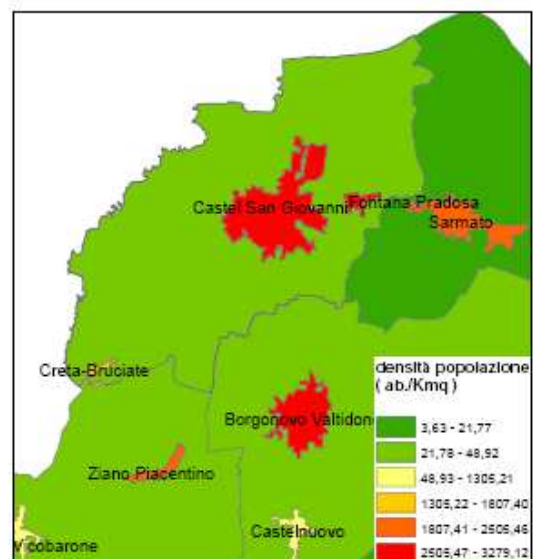 Castel San Giovanni
Fontana Pradosa
Sarmato
Creta-Bruciate
densità popolazione
( ab./Kmq )
Borgonovo Valtidon
3,63 - 21,77
21,78 - 48,92
Ziano Piacentino
48,93 - 1305,21
1305,22 - 1807,40
Castelnuovo
1807,41 - 2505,46
Vicobarone
2505,47 - 3279,12